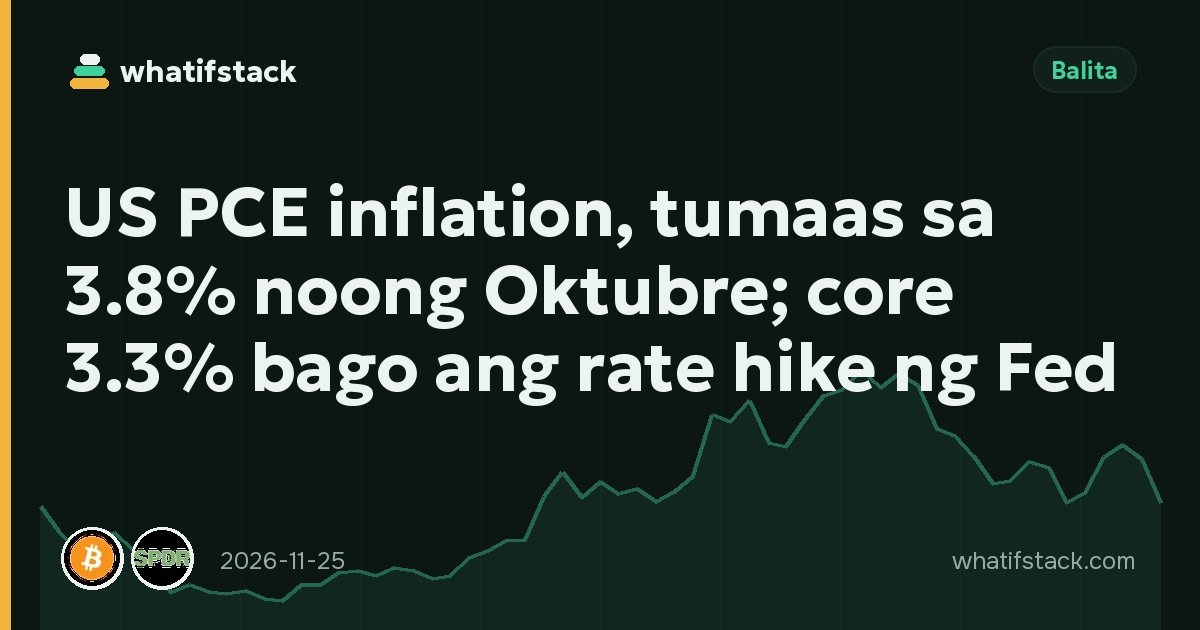 whatifstack
Balita
US PCE inflation, tumaas sa
3.8% noong Oktubre; core
3.3% bago ang rate hike ng Fed
SPDR
2026-11-25
whatifstack.com